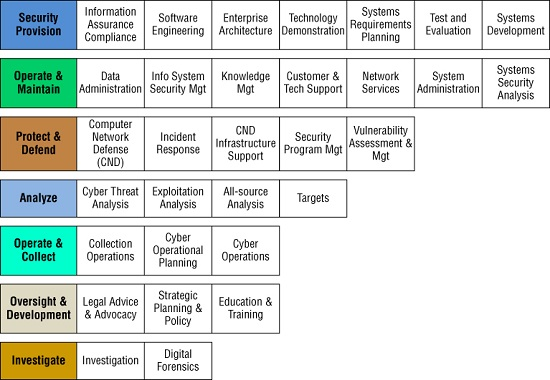 Security
Provision
Information
Assurance
Compliance
Software
Engineering
Enterprise
Architecture
Technology
Demonstration
Systems
Requirements
Planning
Test and
Evaluation
Systems
Development
Operate &
Maintain
Data
Administration
Info System
Security Mgt
Knowledge
Mgt
Customer &
Tech Support
Network
Services
System
Administration
Systems
Security
Analysis
Protect &
Defend
Computer
Network
Defense
(CND)
Incident
Response
CND
Infrastructure
Support
Security
Program Mgt
Vulnerability
Assessment &
Mgt
Analyze
Cyber Threat
Analysis
Exploitation
Analysis
All-source
Analysis
Targets
Operate &
Collect
Collection
Operations
Cyber
Operational
Planning
Cyber
Operations
Oversight &
Development
Legal Advice
& Advocacy
Strategic
Planning &
Policy
Education &
Training
Investigate
Investigation
Digital
Forensics